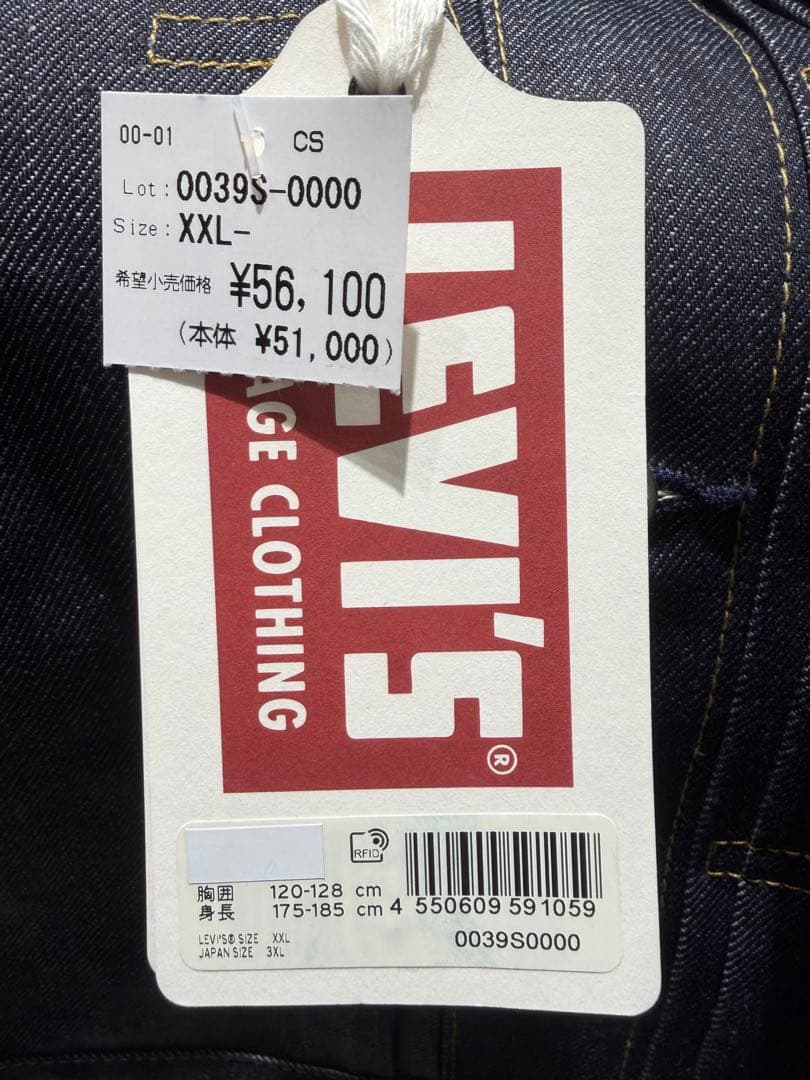 00-01 CS
Lot:0039S-0000
Size:XXL-
希望小売価格 ¥56,100
(本体 ¥51,000)
LEVI'S®
AGE CLOTHING
RFID
胸囲 120-128 cm
身長 175-185 cm
LEVI'S® SIZE XXL
JAPAN SIZE 3XL
4 550609 591059
0039S0000